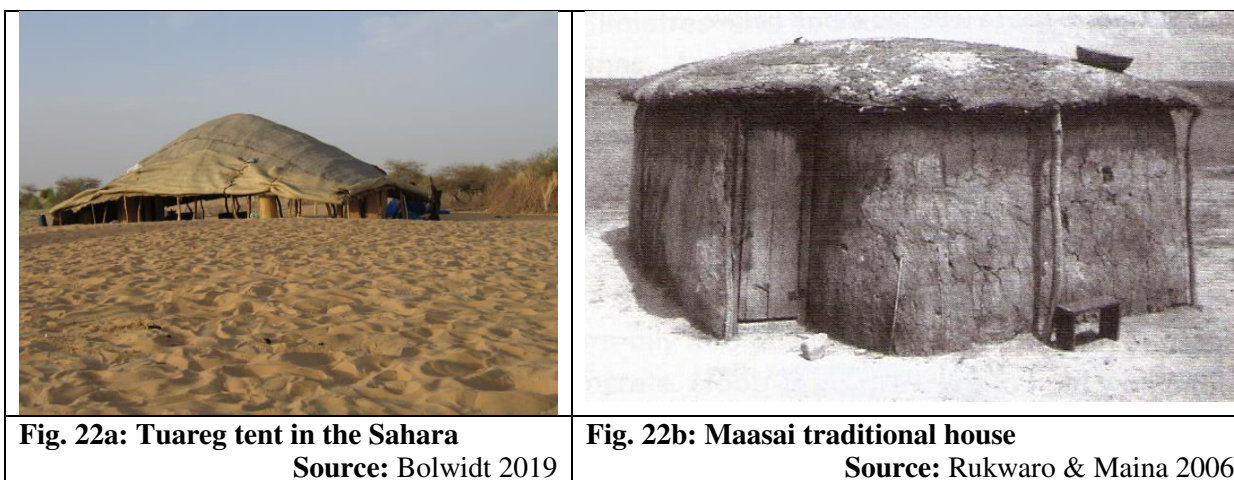 Fig. 22a: Tuareg tent in the Sahara
Source: Bolwidt 2019
Fig. 22b: Maasai traditional house
Source: Rukwaro & Maina 2006